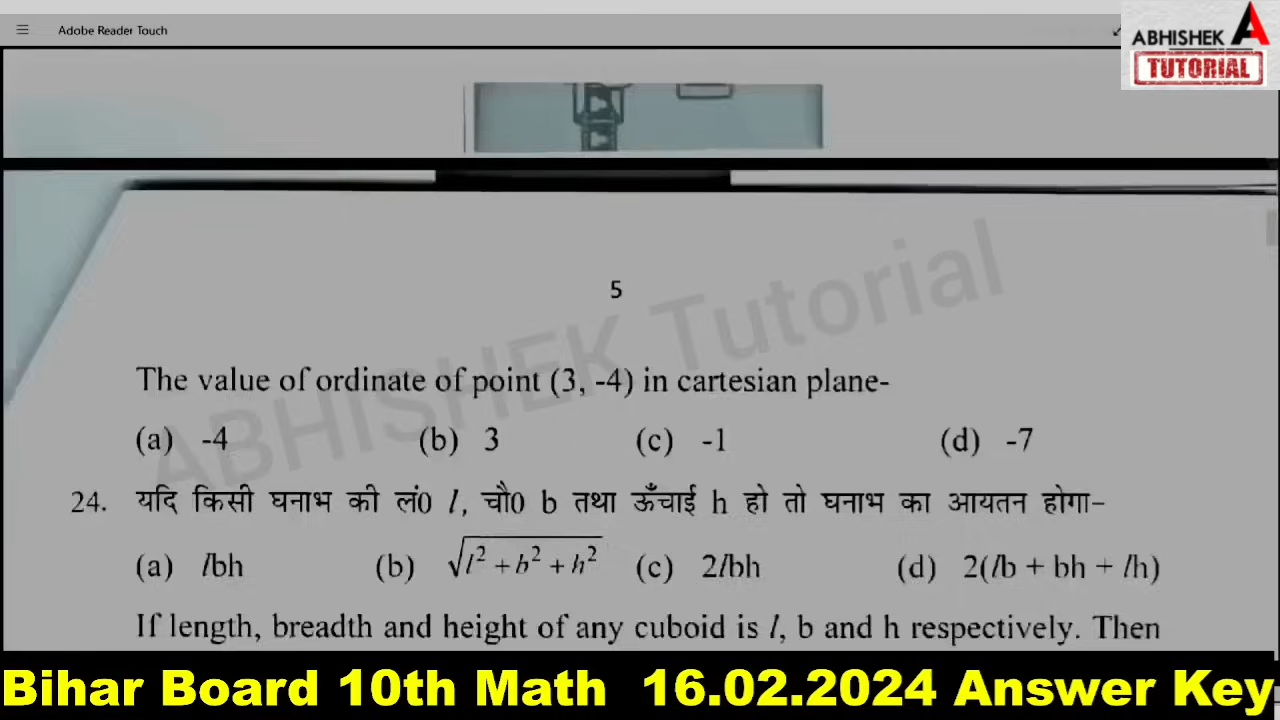 Adobe Reader Touch
ABHISHEK A
TUTORIAL
5
ABHISHEK Tutorial
The value of ordinate of point (3, -4) in cartesian plane-
(a) -4 (b) 3 (c) -1 (d) -7
24. यदि किसी घनाभ की लं0 l, चौ0 b तथा ऊँचाई h हो तो घनाभ का आयतन होगा-
(a) lbh (b) √l² + b² + h² (c) 2lbh (d) 2(lb + bh + lh)
If length, breadth and height of any cuboid is l, b and h respectively. Then
Bihar Board 10th Math 16.02.2024 Answer Key